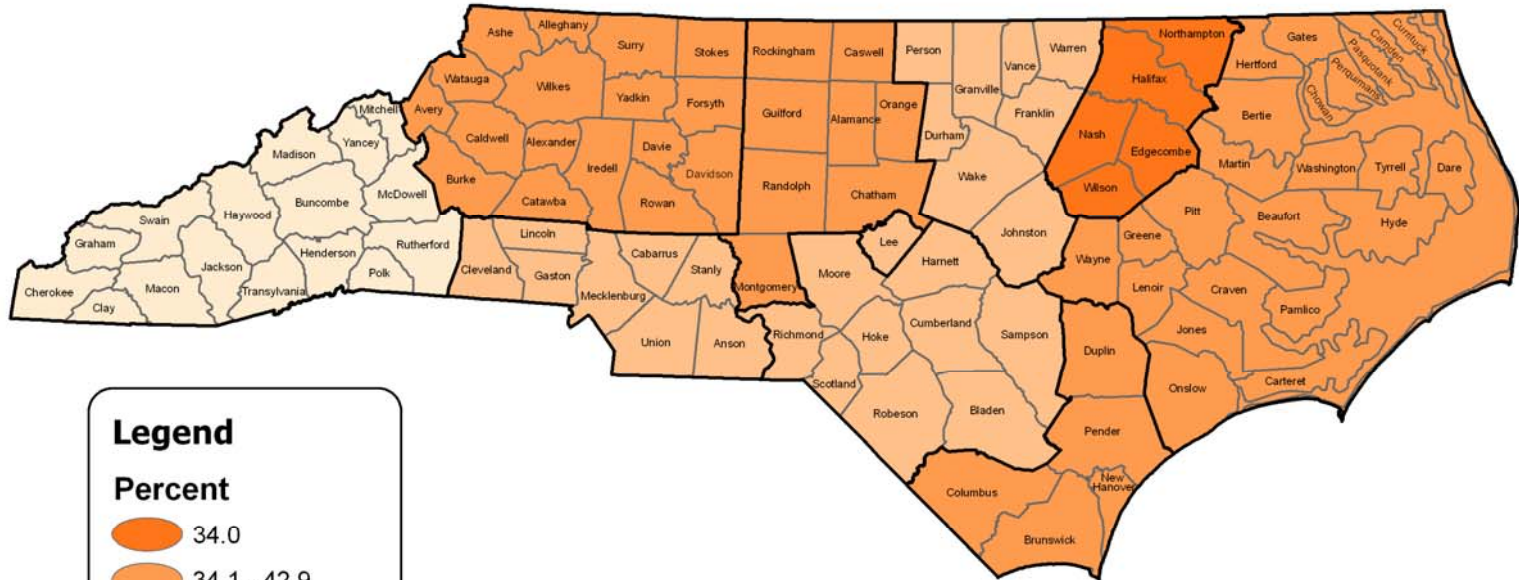 Ashe
Alleghany
Surry
Stokes
Rockingham
Caswell
Person
Granville
Vance
Warren
Northampton
Halifax
Gates
Hertford
Currituck
Camden
Pasquotank
Perquimans
Chowan
Bertie
Watauga
Wilkes
Yadkin
Forsyth
Guilford
Alamance
Orange
Durham
Franklin
Nash
Edgecombe
Martin
Washington
Tyrrell
Dare
Mitchell
Avery
Caldwell
Alexander
Iredell
Davie
Davidson
Yancey
Madison
McDowell
Burke
Catawba
Rowan
Randolph
Chatham
Wake
Wilson
Pitt
Beaufort
Hyde
Buncombe
Haywood
Swain
Graham
Cherokee
Clay
Macon
Jackson
Transylvania
Henderson
Polk
Rutherford
Cleveland
Lincoln
Gaston
Mecklenburg
Cabarrus
Stanly
Montgomery
Moore
Lee
Harnett
Johnston
Wayne
Greene
Lenoir
Craven
Pamlico
Jones
Union
Anson
Richmond
Scotland
Hoke
Cumberland
Sampson
Duplin
Onslow
Carteret
Robeson
Bladen
Pender
Columbus
New
Hanover
Brunswick
Legend
Percent
34.0
34.1 - 42.9